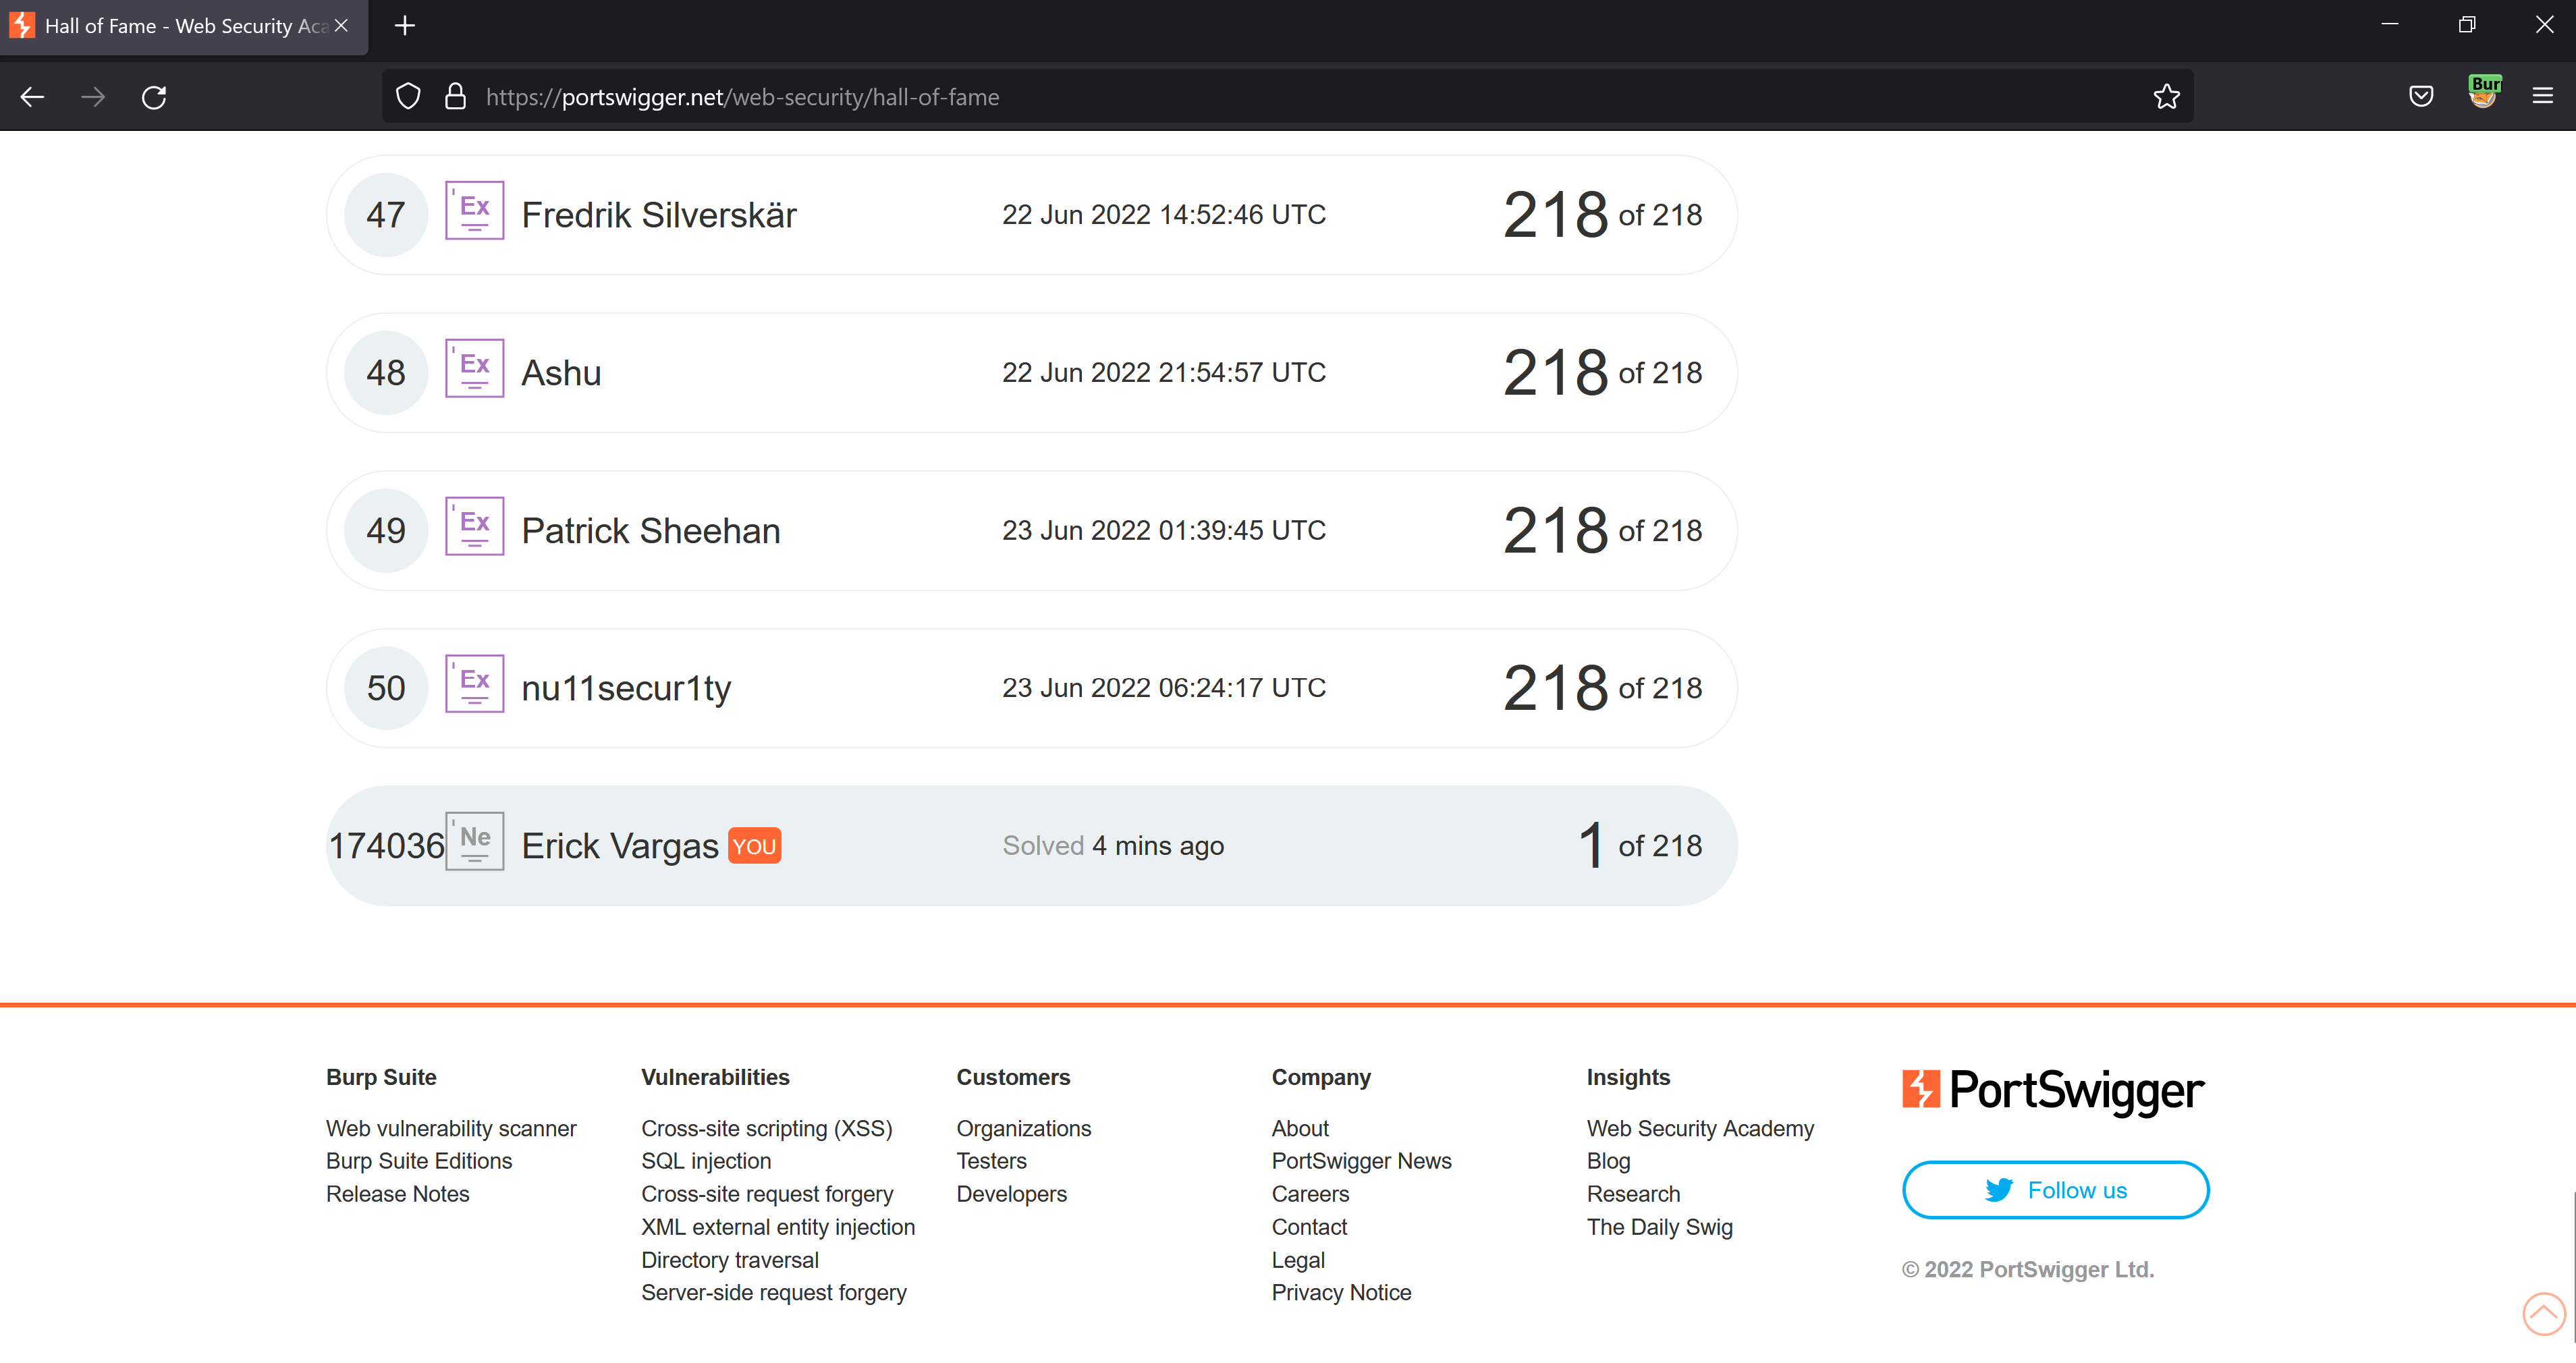 Hall of Fame - Web Security Aca
https://portswigger.net/web-security/hall-of-fame
Bur
47 Ex Fredrik Silverskär 22 Jun 2022 14:52:46 UTC 218 of 218
48 Ex Ashu 22 Jun 2022 21:54:57 UTC 218 of 218
49 Ex Patrick Sheehan 23 Jun 2022 01:39:45 UTC 218 of 218
50 Ex nu11secur1ty 23 Jun 2022 06:24:17 UTC 218 of 218
174036 Ne Erick Vargas YOU Solved 4 mins ago 1 of 218
Burp Suite
Web vulnerability scanner
Burp Suite Editions
Release Notes
Vulnerabilities
Cross-site scripting (XSS)
SQL injection
Cross-site request forgery
XML external entity injection
Directory traversal
Server-side request forgery
Customers
Organizations
Testers
Developers
Company
About
PortSwigger News
Careers
Contact
Legal
Privacy Notice
Insights
Web Security Academy
Blog
Research
The Daily Swig
PortSwigger
Follow us
© 2022 PortSwigger Ltd.